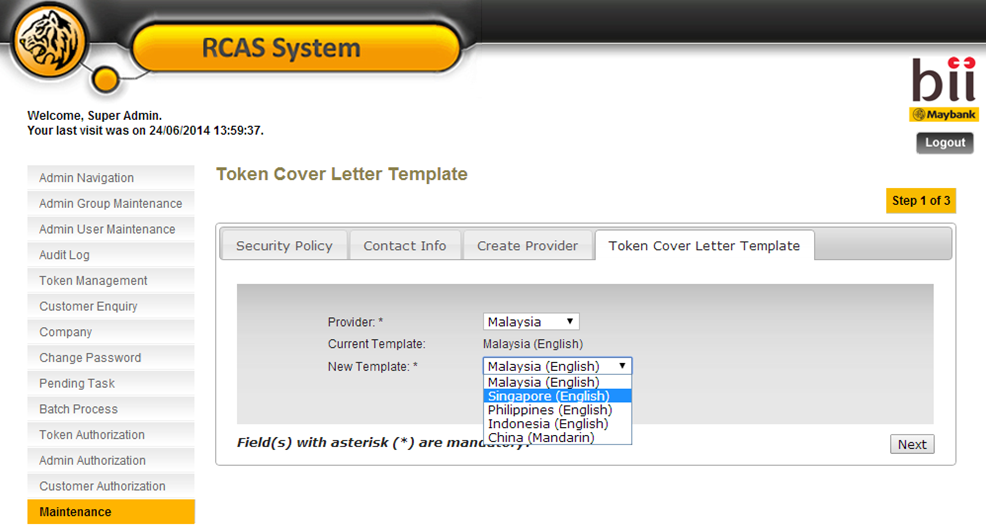 RCAS System
bii
Maybank
Welcome, Super Admin.
Your last visit was on 24/06/2014 13:59:37.
Logout
Admin Navigation
Admin Group Maintenance
Admin User Maintenance
Audit Log
Token Management
Customer Enquiry
Company
Change Password
Pending Task
Batch Process
Token Authorization
Admin Authorization
Customer Authorization
Maintenance
Token Cover Letter Template
Step 1 of 3
Security Policy
Contact Info
Create Provider
Token Cover Letter Template
Provider: * Malaysia
Current Template: Malaysia (English)
New Template: * Malaysia (English)
Malaysia (English)
Singapore (English)
Philippines (English)
Indonesia (English)
China (Mandarin)
Field(s) with asterisk (*) are mandatory.
Next